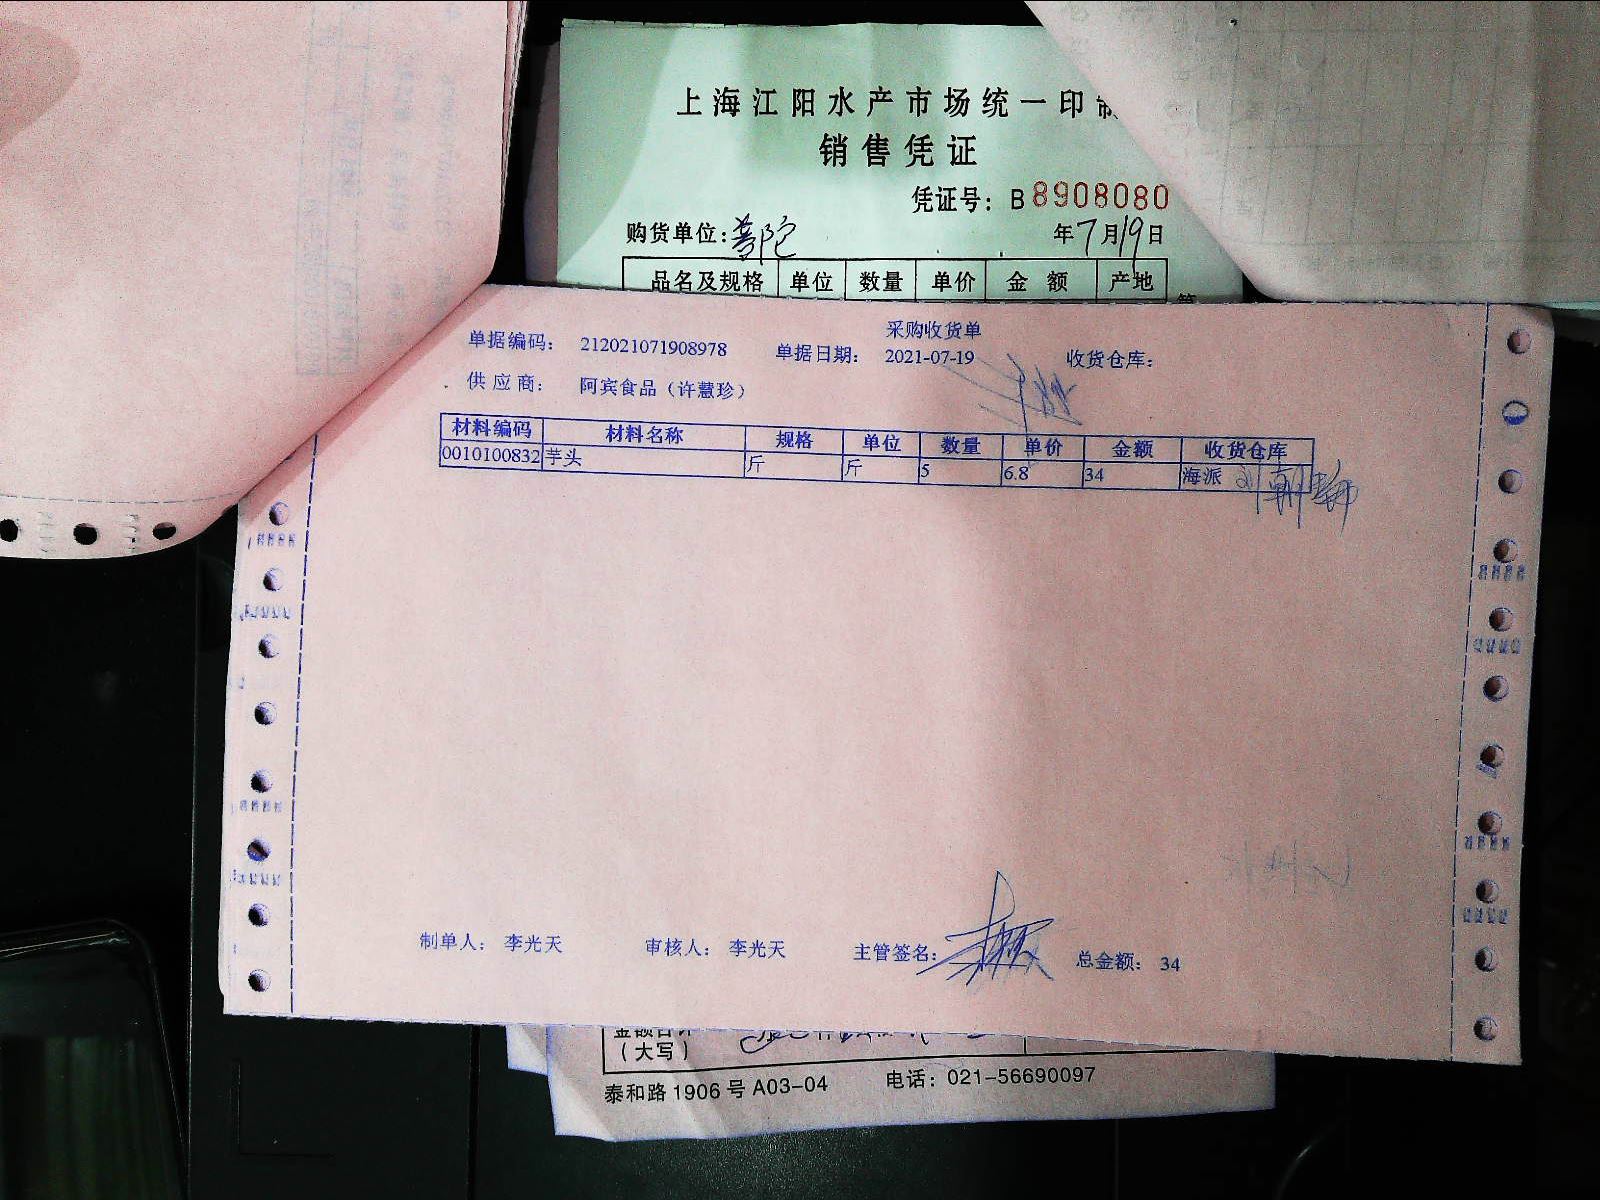 上海江阳水产市场统一印
销售凭证
凭证号：B 8908080
购货单位：普陀 年7月19日
品名及规格 单位 数量 单价 金额 产地
采购收货单
单据编码： 212021071908978 单据日期： 2021-07-19 收货仓库：
供应商： 阿宾食品（许慧珍）
材料编码 材料名称 规格 单位 数量 单价 金额 收货仓库
0010100832 芋头 斤 斤 5 6.8 34 海派
制单人： 李光天 审核人： 李光天 主管签名： 总金额： 34
金额合计
（大写）
泰和路1906号A03-04 电话：021-56690097